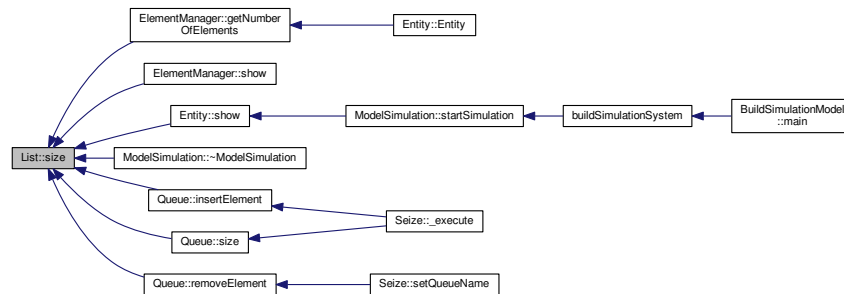 ElementManager::getNumber
OfElements
Entity::Entity
ElementManager::show
Entity::show
ModelSimulation::startSimulation
buildSimulationSystem
BuildSimulationModel
::main
List::size
ModelSimulation::~ModelSimulation
Queue::insertElement
Seize::_execute
Queue::size
Queue::removeElement
Seize::setQueueName